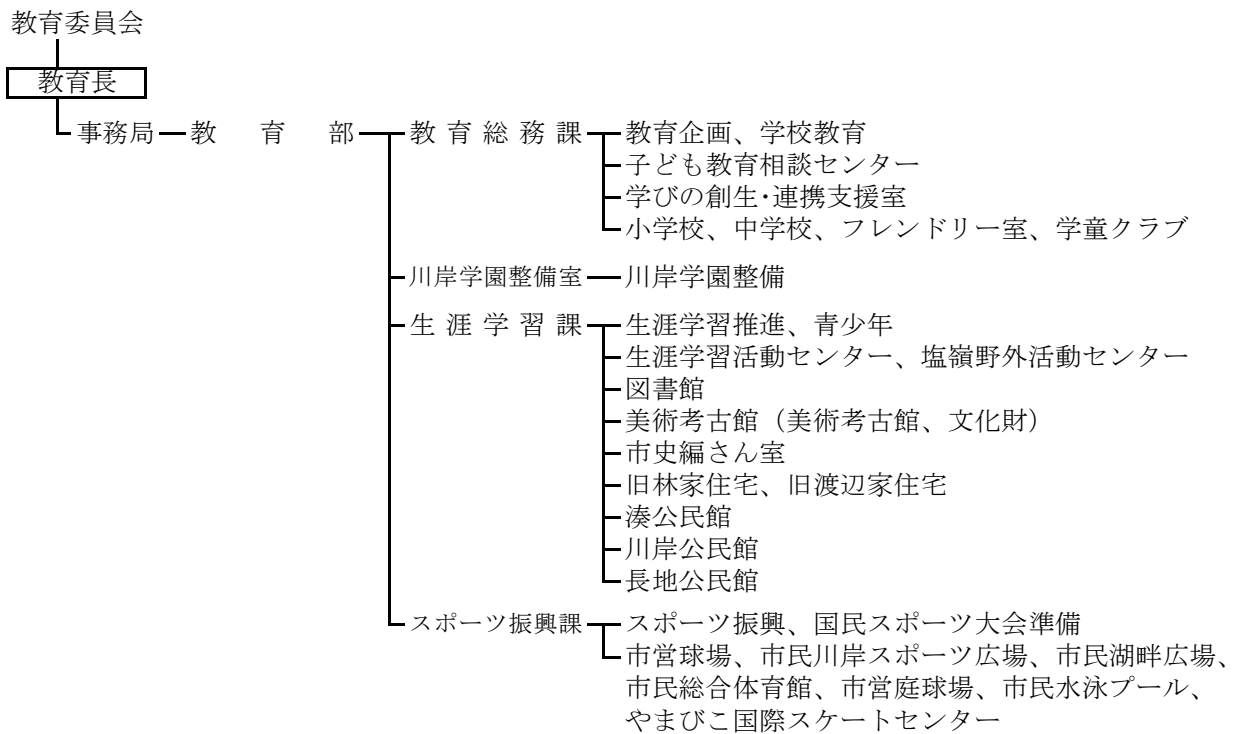 教育委員会
教育長
事務局 教育部 教育総務課 教育企画、学校教育
子ども教育相談センター
学びの創生･連携支援室
小学校、中学校、フレンドリー室、学童クラブ
川岸学園整備室 川岸学園整備
生涯学習課 生涯学習推進、青少年
生涯学習活動センター、塩嶺野外活動センター
図書館
美術考古館（美術考古館、文化財）
市史編さん室
旧林家住宅、旧渡辺家住宅
湊公民館
川岸公民館
長地公民館
スポーツ振興課 スポーツ振興、国民スポーツ大会準備
市営球場、市民川岸スポーツ広場、市民湖畔広場、
市民総合体育館、市営庭球場、市民水泳プール、
やまびこ国際スケートセンター